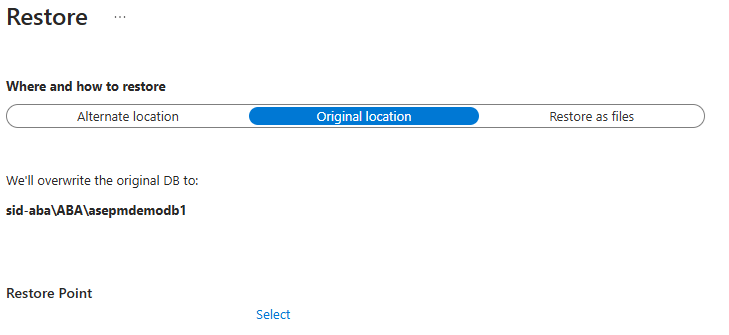 Restore ...
Where and how to restore
Alternate location Original location Restore as files
We'll overwrite the original DB to:
sid-aba\ABA\asepmdemodb1
Restore Point
Select